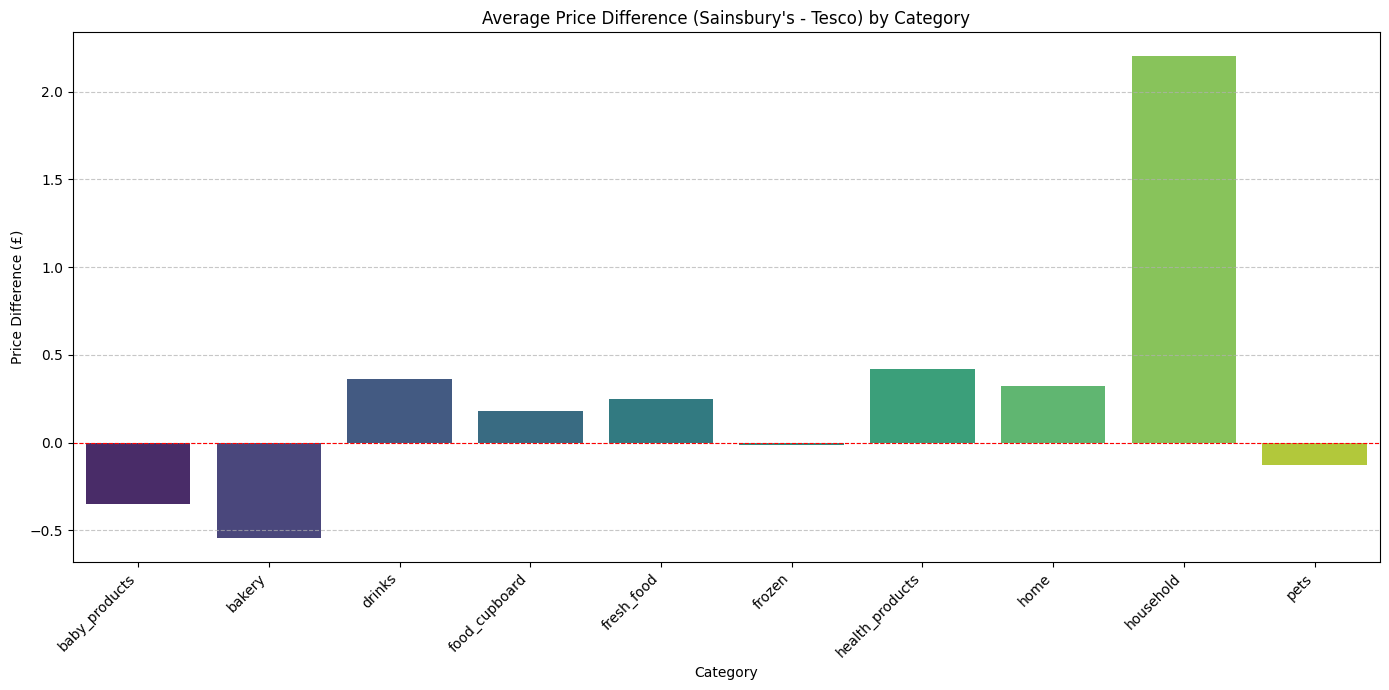 Average Price Difference (Sainsbury's - Tesco) by Category
Price Difference (£)
2.0
1.5
1.0
0.5
0.0
−0.5
baby_products
bakery
drinks
food_cupboard
fresh_food
frozen
health_products
home
household
pets
Category